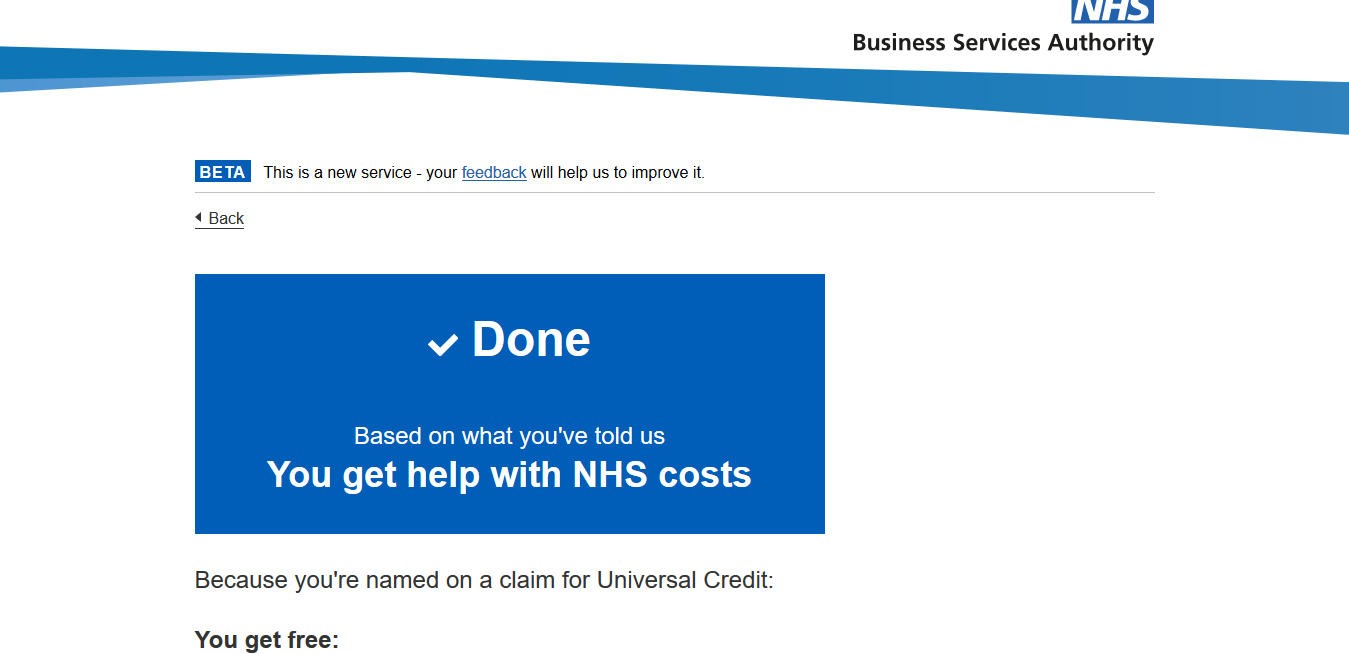 NHS
Business Services Authority
BETA This is a new service - your feedback will help us to improve it.
Back
Done
Based on what you've told us
You get help with NHS costs
Because you're named on a claim for Universal Credit:
You get free: